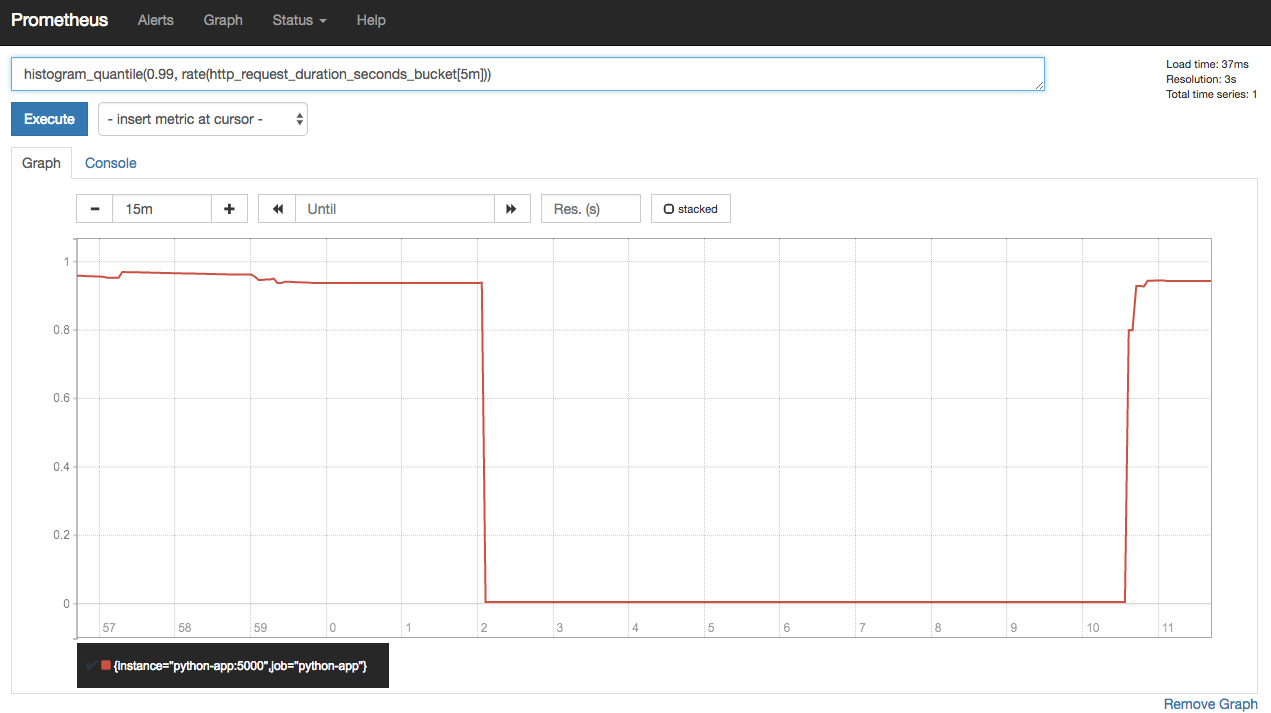 Prometheus Alerts Graph Status Help
histogram_quantile(0.99, rate(http_request_duration_seconds_bucket[5m]))
Load time: 37ms
Resolution: 3s
Total time series: 1
Execute - insert metric at cursor -
Graph Console
15m Until Res. (s) stacked
1
0.8
0.6
0.4
0.2
0
57 58 59 0 1 2 3 4 5 6 7 8 9 10 11
{instance="python-app:5000",job="python-app"}
Remove Graph